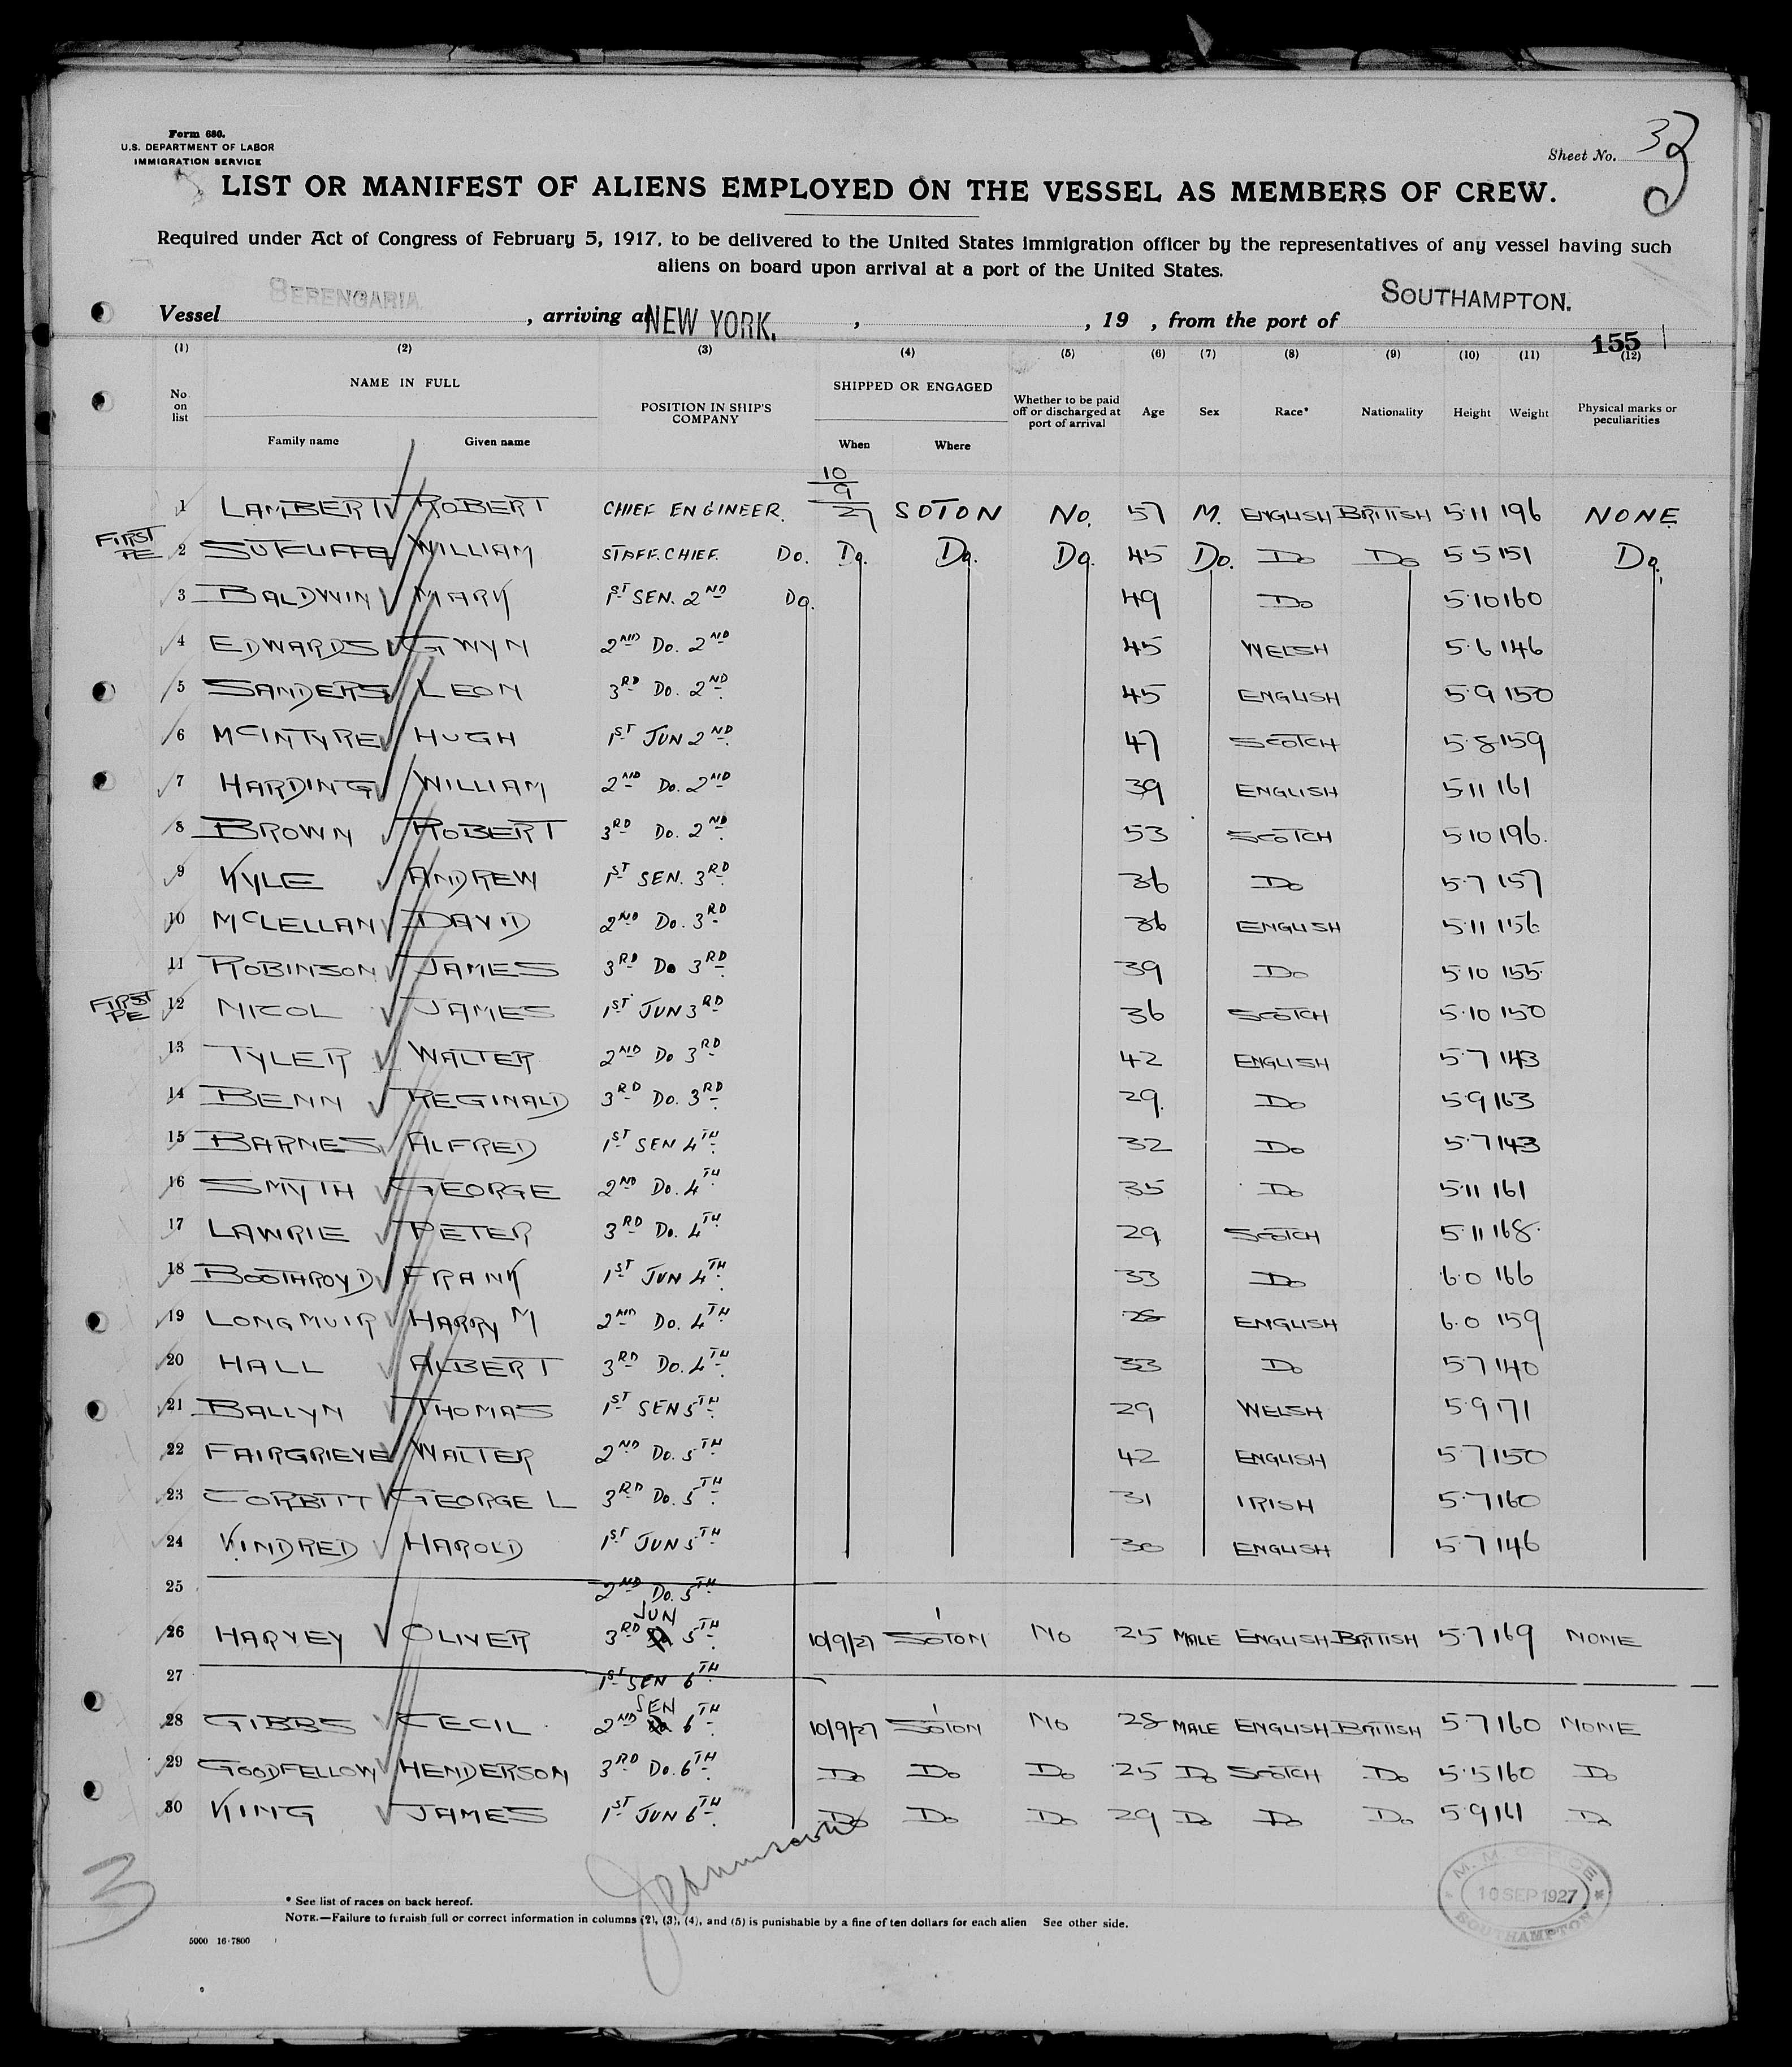 Form 680.
U.S. DEPARTMENT OF LABOR
IMMIGRATION SERVICE
Sheet No. 3
LIST OR MANIFEST OF ALIENS EMPLOYED ON THE VESSEL AS MEMBERS OF CREW.
Required under Act of Congress of February 5, 1917, to be delivered to the United States immigration officer by the representatives of any vessel having such
aliens on board upon arrival at a port of the United States.
Vessel BERENGARIA, arriving at NEW YORK., , 19 , from the port of SOUTHAMPTON.
155
(1) (2) (3) (4) (5) (6) (7) (8) (9) (10) (11) (12)
No. on list NAME IN FULL Family name Given name POSITION IN SHIP'S COMPANY SHIPPED OR ENGAGED When Where Whether to be paid off or discharged at port of arrival Age Sex Race* Nationality Height Weight Physical marks or peculiarities
1 LAMBERT ROBERT CHIEF ENGINEER. 10/9/27 SOTON No. 57 M. ENGLISH BRITISH 5·11 196 NONE
FIRST PE 2 SUTCLIFFE WILLIAM STAFF. CHIEF. Do. Do. Do. Do. 45 Do. Do Do 5 5 151 Do.
3 BALDWIN MARK 1ST SEN. 2ND Do. 49 Do 5·10 160
4 EDWARDS GWYN 2ND Do. 2ND 45 WELSH 5·6 146
5 SANDERS LEON 3RD Do. 2ND 45 ENGLISH 5·9 150
6 MCINTYRE HUGH 1ST JUN 2ND 47 SCOTCH 5·8 159
7 HARDING WILLIAM 2ND Do. 2ND 39 ENGLISH 5 11 161
8 BROWN ROBERT 3RD Do. 2ND 53 SCOTCH 5·10 196.
9 KYLE ANDREW 1ST SEN. 3RD 36 Do 5·7 157
10 MCLELLAN DAVID 2ND Do. 3RD 36 ENGLISH 5·11 156
11 ROBINSON JAMES 3RD Do 3RD 39 Do 5·10 155
FIRST PE 12 NICOL JAMES 1ST JUN 3RD 36 SCOTCH 5·10 150
13 TYLER WALTER 2ND Do 3RD 42 ENGLISH 5·7 143
14 BENN REGINALD 3RD Do. 3RD 29. Do 5·9 163
15 BARNES ALFRED 1ST SEN 4TH 32 Do 5·7 143
16 SMYTH GEORGE 2ND Do. 4TH 35 Do 5·11 161
17 LAWRIE PETER 3RD Do. 4TH 29. SCOTCH 5·11 168.
18 BOOTHROYD FRANK 1ST JUN 4TH 33 Do 6·0 166
19 LONGMUIR HARRY M 2ND Do. 4TH 28 ENGLISH 6·0 159
20 HALL ALBERT 3RD Do. 4TH 33 Do 5 7 140
21 BALLYN THOMAS 1ST SEN 5TH 29 WELSH 5·9 171
22 FAIRGRIEVE WALTER 2ND Do. 5TH 42 ENGLISH 5·7 150
23 CORBITT GEORGE L 3RD Do. 5TH 31 IRISH 5·7 160
24 KINDRED HAROLD 1ST JUN 5TH 30 ENGLISH 5·7 146
25 2ND Do. 5TH
26 HARVEY OLIVER 3RD JUN 5TH 10/9/27 SOTON No 25 MALE ENGLISH BRITISH 5·7 169 NONE
27 1ST SEN 6TH
28 GIBBS CECIL 2ND SEN 6TH 10/9/27 SOTON No 28 MALE ENGLISH BRITISH 5·7 160 NONE
29 GOODFELLOW HENDERSON 3RD Do. 6TH Do Do Do 25 Do SCOTCH Do 5·5 160 Do
30 KING JAMES 1ST JUN 6TH Do Do Do 29 Do Do Do 5·9 161 Do
3
* See list of races on back hereof.
NOTE.—Failure to furnish full or correct information in columns (2), (3), (4), and (5) is punishable by a fine of ten dollars for each alien See other side.
5000 16-7800
M. M. OFFICE
10 SEP 1927
SOUTHAMPTON